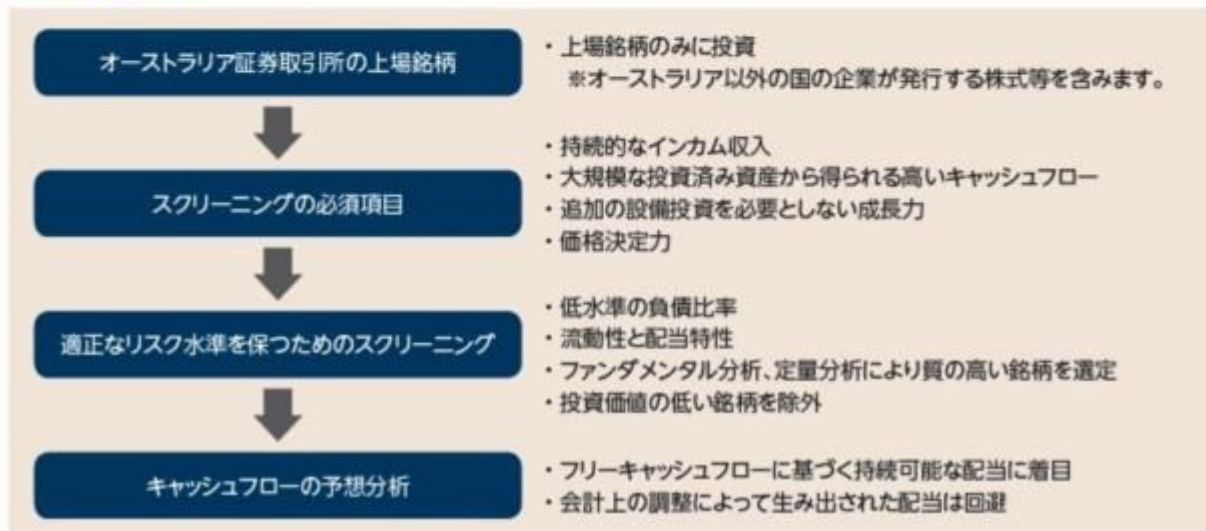 オーストラリア証券取引所の上場銘柄
・上場銘柄のみに投資
※オーストラリア以外の国の企業が発行する株式等を含みます。
スクリーニングの必須項目
・持続的なインカム収入
・大規模な投資済み資産から得られる高いキャッシュフロー
・追加の設備投資を必要としない成長力
・価格決定力
適正なリスク水準を保つためのスクリーニング
・低水準の負債比率
・流動性と配当特性
・ファンダメンタル分析、定量分析により質の高い銘柄を選定
・投資価値の低い銘柄を除外
キャッシュフローの予想分析
・フリーキャッシュフローに基づく持続可能な配当に着目
・会計上の調整によって生み出された配当は回避